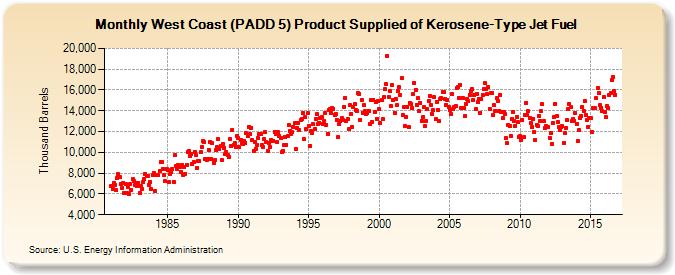 Monthly West Coast (PADD 5) Product Supplied of Kerosene-Type Jet Fuel
Thousand Barrels
20,000
18,000
16,000
14,000
12,000
10,000
8,000
6,000
4,000
1985 1990 1995 2000 2005 2010 2015
Source: U.S. Energy Information Administration